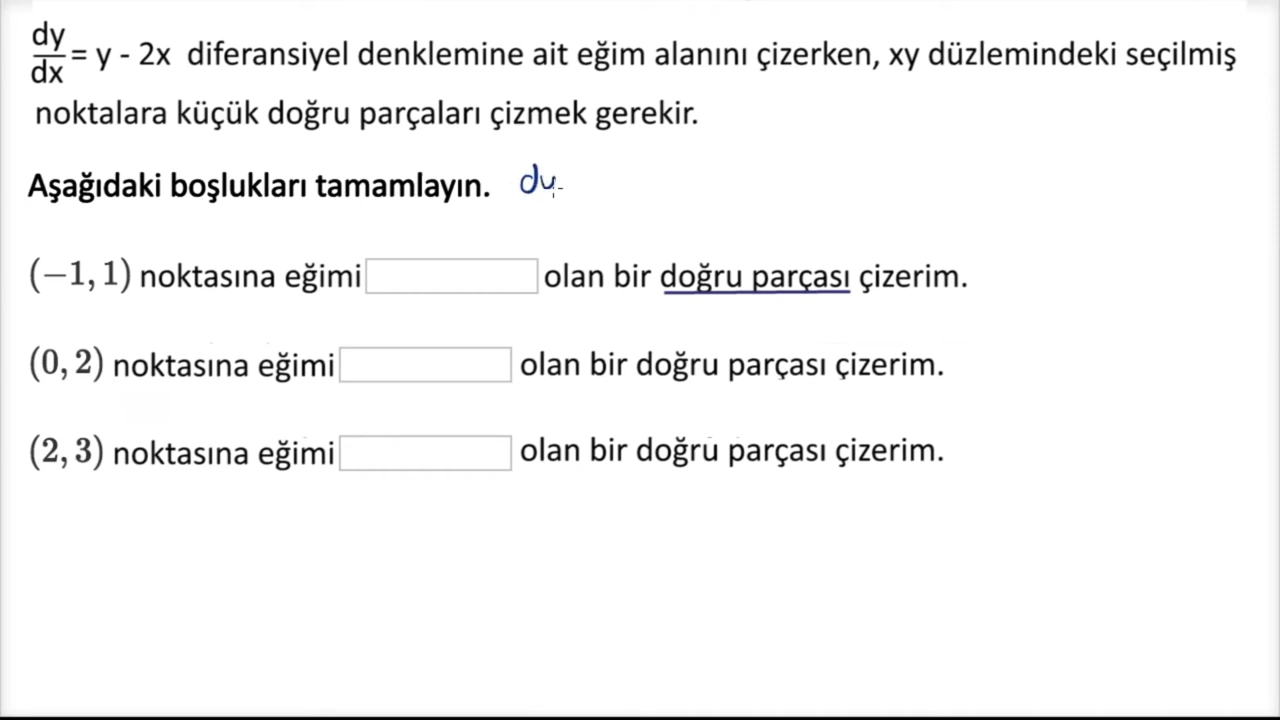 dy/dx = y - 2x diferansiyel denklemine ait eğim alanını çizerken, xy düzlemindeki seçilmiş
noktalara küçük doğru parçaları çizmek gerekir.
Aşağıdaki boşlukları tamamlayın. dy
(−1, 1) noktasına eğimi olan bir doğru parçası çizerim.
(0, 2) noktasına eğimi olan bir doğru parçası çizerim.
(2, 3) noktasına eğimi olan bir doğru parçası çizerim.